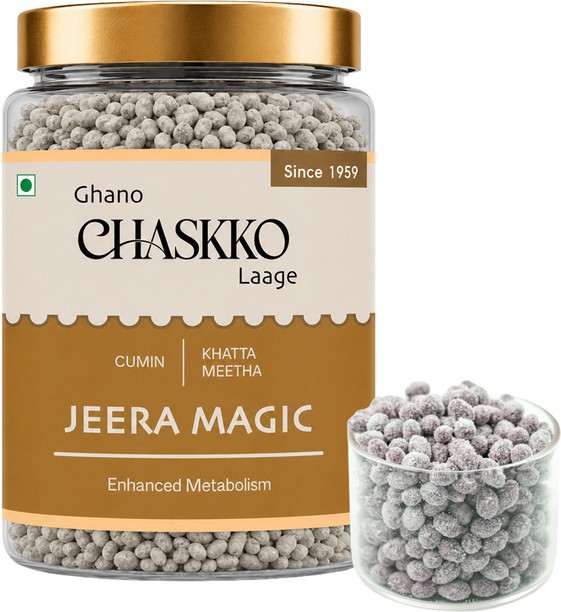 Since 1959
Ghano
CHASKKO
Laage
CUMIN
KHATTA
MEETHA
JEERA MAGIC
Enhanced Metabolism